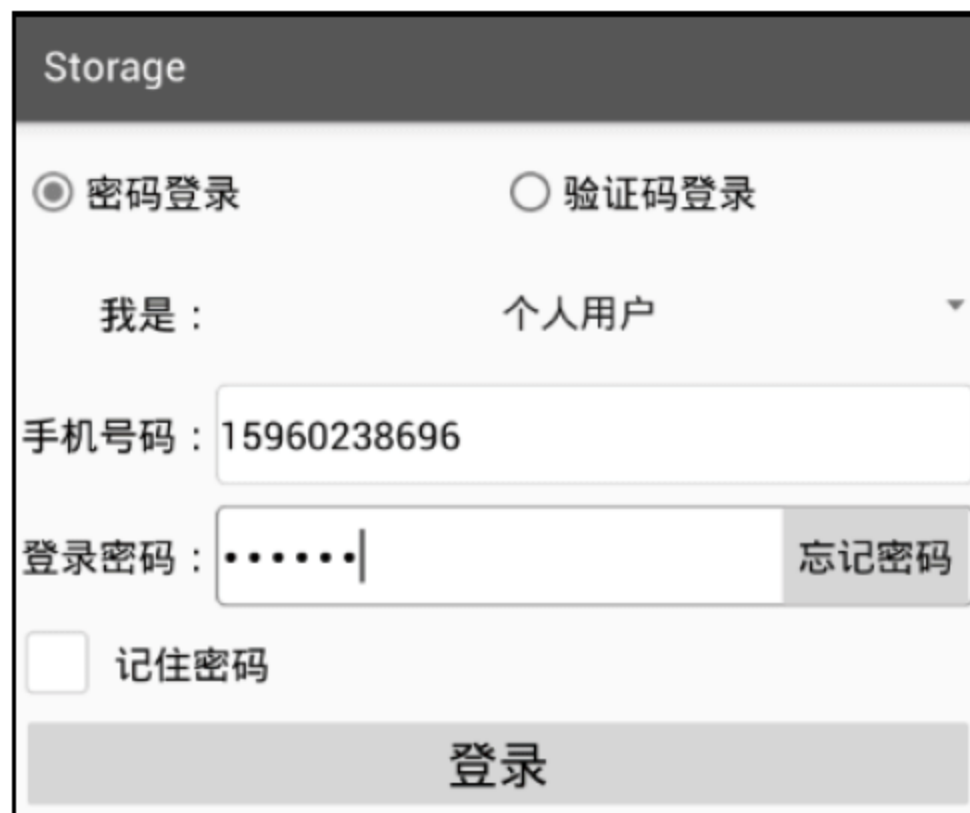 Storage
密码登录 验证码登录
我是： 个人用户
手机号码：15960238696
登录密码：•••••• 忘记密码
记住密码
登录